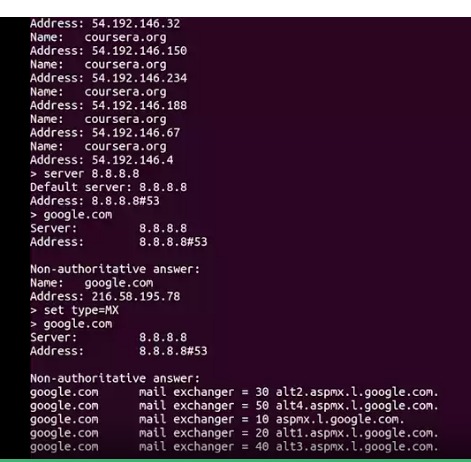 Address: 54.192.146.32
Name:   coursera.org
Address: 54.192.146.150
Name:   coursera.org
Address: 54.192.146.234
Name:   coursera.org
Address: 54.192.146.188
Name:   coursera.org
Address: 54.192.146.67
Name:   coursera.org
Address: 54.192.146.4
> server 8.8.8.8
Default server: 8.8.8.8
Address: 8.8.8.8#53
> google.com
Server:         8.8.8.8
Address:        8.8.8.8#53

Non-authoritative answer:
Name:   google.com
Address: 216.58.195.78
> set type=MX
> google.com
Server:         8.8.8.8
Address:        8.8.8.8#53

Non-authoritative answer:
google.com      mail exchanger = 30 alt2.aspmx.l.google.com.
google.com      mail exchanger = 50 alt4.aspmx.l.google.com.
google.com      mail exchanger = 10 aspmx.l.google.com.
google.com      mail exchanger = 20 alt1.aspmx.l.google.com.
google.com      mail exchanger = 40 alt3.aspmx.l.google.com.